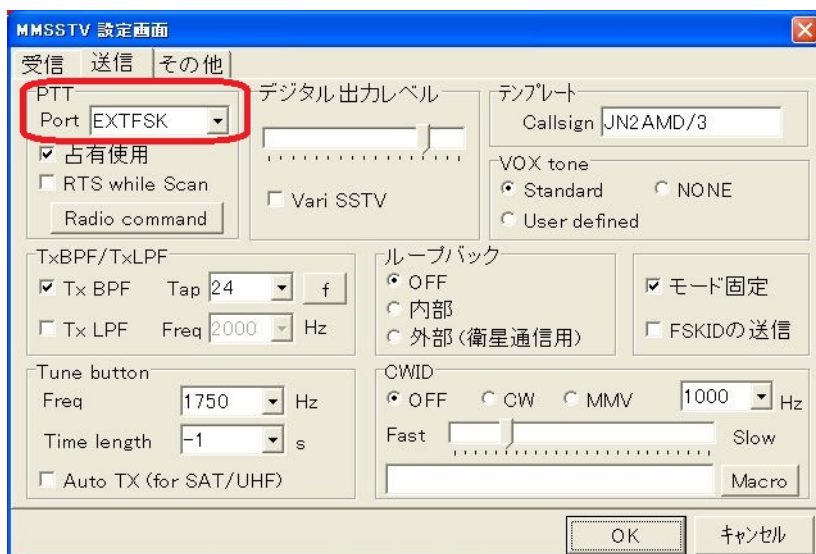 MMSSTV 設定画面
受信 送信 その他
PTT
Port EXTFSK
占有使用
RTS while Scan
Radio command
デジタル出力レベル
Vari SSTV
テンプレート
Callsign JN2AMD/3
VOX tone
Standard NONE
User defined
TxBPF/TxLPF
Tx BPF Tap 24 f
Tx LPF Freq 2000 Hz
ループバック
OFF
内部
外部(衛星通信用)
モード固定
FSKIDの送信
Tune button
Freq 1750 Hz
Time length -1 s
Auto TX (for SAT/UHF)
CWID
OFF CW MMV 1000 Hz
Fast Slow
Macro
OK キャンセル